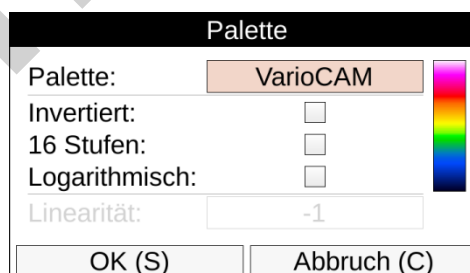 Palette
Palette: VarioCAM
Invertiert:
16 Stufen:
Logarithmisch:
Linearität: -1
OK (S) Abbruch (C)